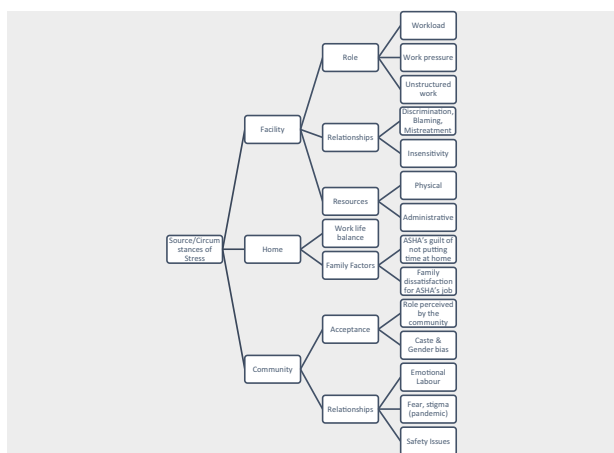 Workload
Role
Work pressure
Unstructured
work
Discrimination,
Blaming,
Mistreatment
Facility
Relationships
Insensitivity
Physical
Resources
Administrative
Source/Circum
stances of
Stress
Home
Work life
balance
Family Factors
ASHA's guilt of
not putting
time at home
Family
dissatisfaction
for ASHA's job
Role perceived
by the
community
Acceptance
Caste &
Gender bias
Community
Emotional
Labour
Relationships
Fear, stigma
(pandemic)
Safety Issues